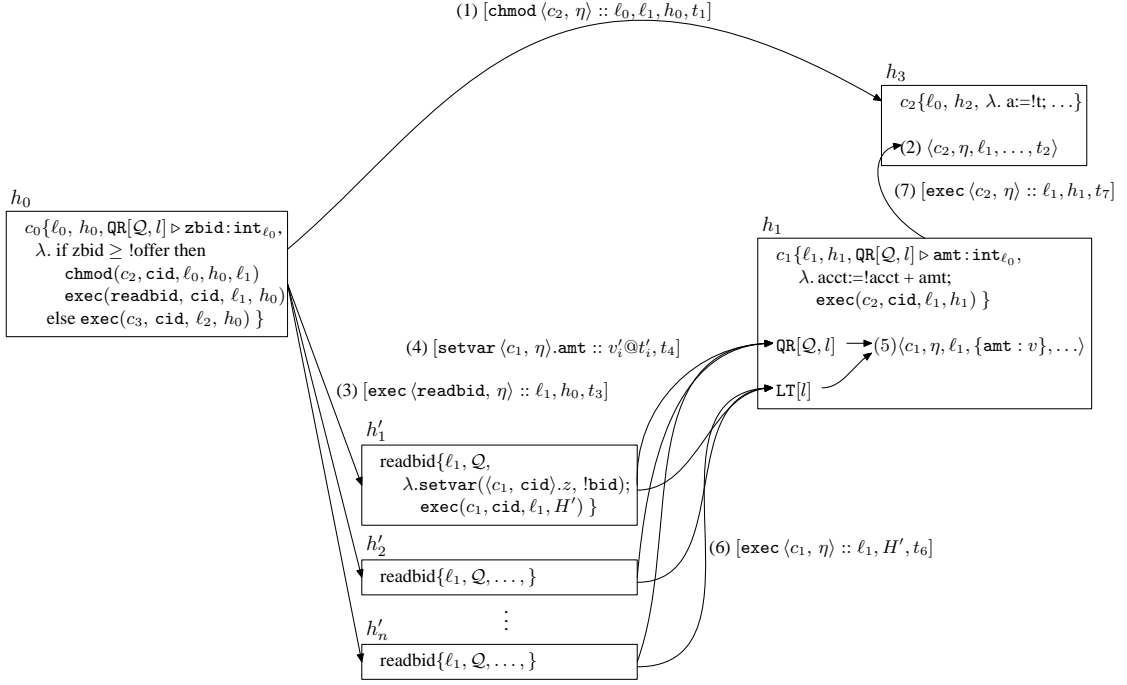 (1) [chmod ⟨c₂, η⟩ :: ℓ₀, ℓ₁, h₀, t₁]
h₃
c₂{ℓ₀, h₂, λ. a:=!t; …}
(2) ⟨c₂, η, ℓ₁, …, t₂⟩
(7) [exec ⟨c₂, η⟩ :: ℓ₁, h₁, t₇]
h₀
c₀{ℓ₀, h₀, QR[𝒬, l] ▷ zbid:int_ℓ₀,
λ. if zbid ≥ !offer then
chmod(c₂, cid, ℓ₀, h₀, ℓ₁)
exec(readbid, cid, ℓ₁, h₀)
else exec(c₃, cid, ℓ₂, h₀) }
h₁
c₁{ℓ₁, h₁, QR[𝒬, l] ▷ amt:int_ℓ₀,
λ. acct:=!acct + amt;
exec(c₂, cid, ℓ₁, h₁) }
QR[𝒬, l]
(5)⟨c₁, η, ℓ₁, {amt : v}, …⟩
LT[l]
(4) [setvar ⟨c₁, η⟩.amt :: v′ᵢ@t′ᵢ, t₄]
(3) [exec ⟨readbid, η⟩ :: ℓ₁, h₀, t₃]
h′₁
readbid{ℓ₁, 𝒬,
λ.setvar(⟨c₁, cid⟩.z, !bid);
exec(c₁, cid, ℓ₁, H′) }
(6) [exec ⟨c₁, η⟩ :: ℓ₁, H′, t₆]
h′₂
readbid{ℓ₁, 𝒬, …, }
⋮
h′ₙ
readbid{ℓ₁, 𝒬, …, }